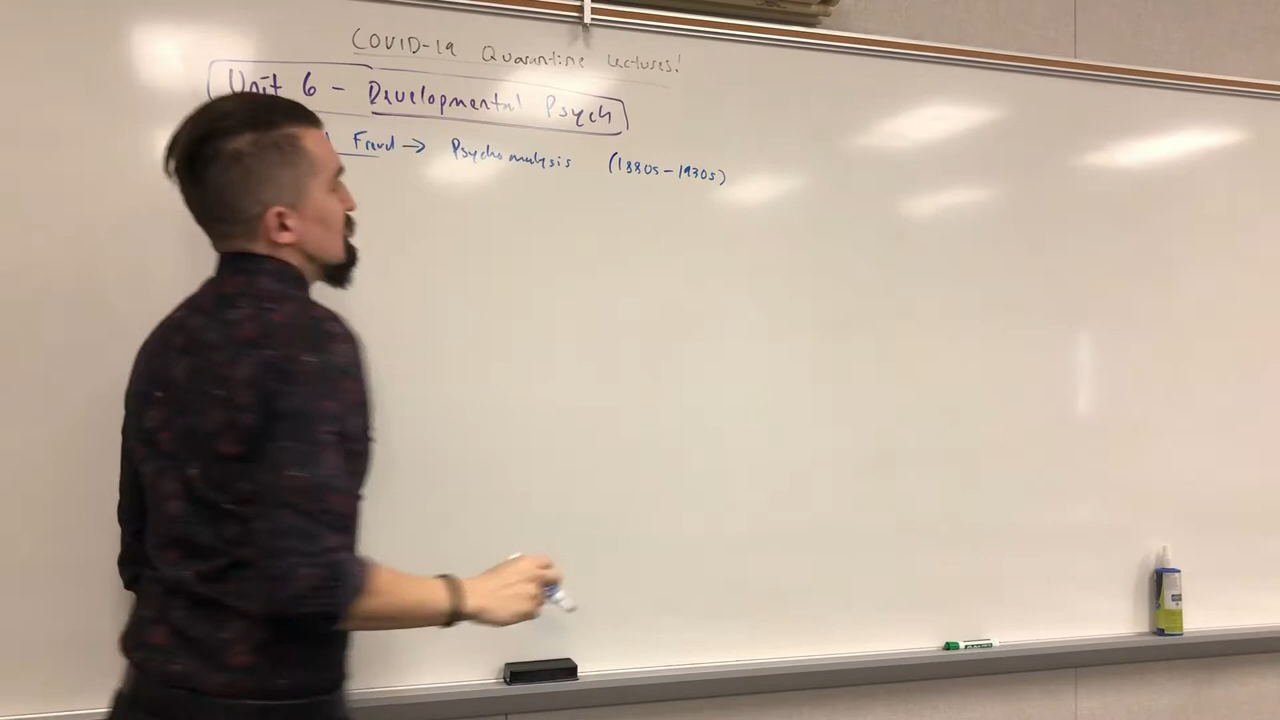 COVID-19 Quarantine Lectures!
Unit 6 - Developmental Psych
Freud → Psychoanalysis (1880s-1930s)